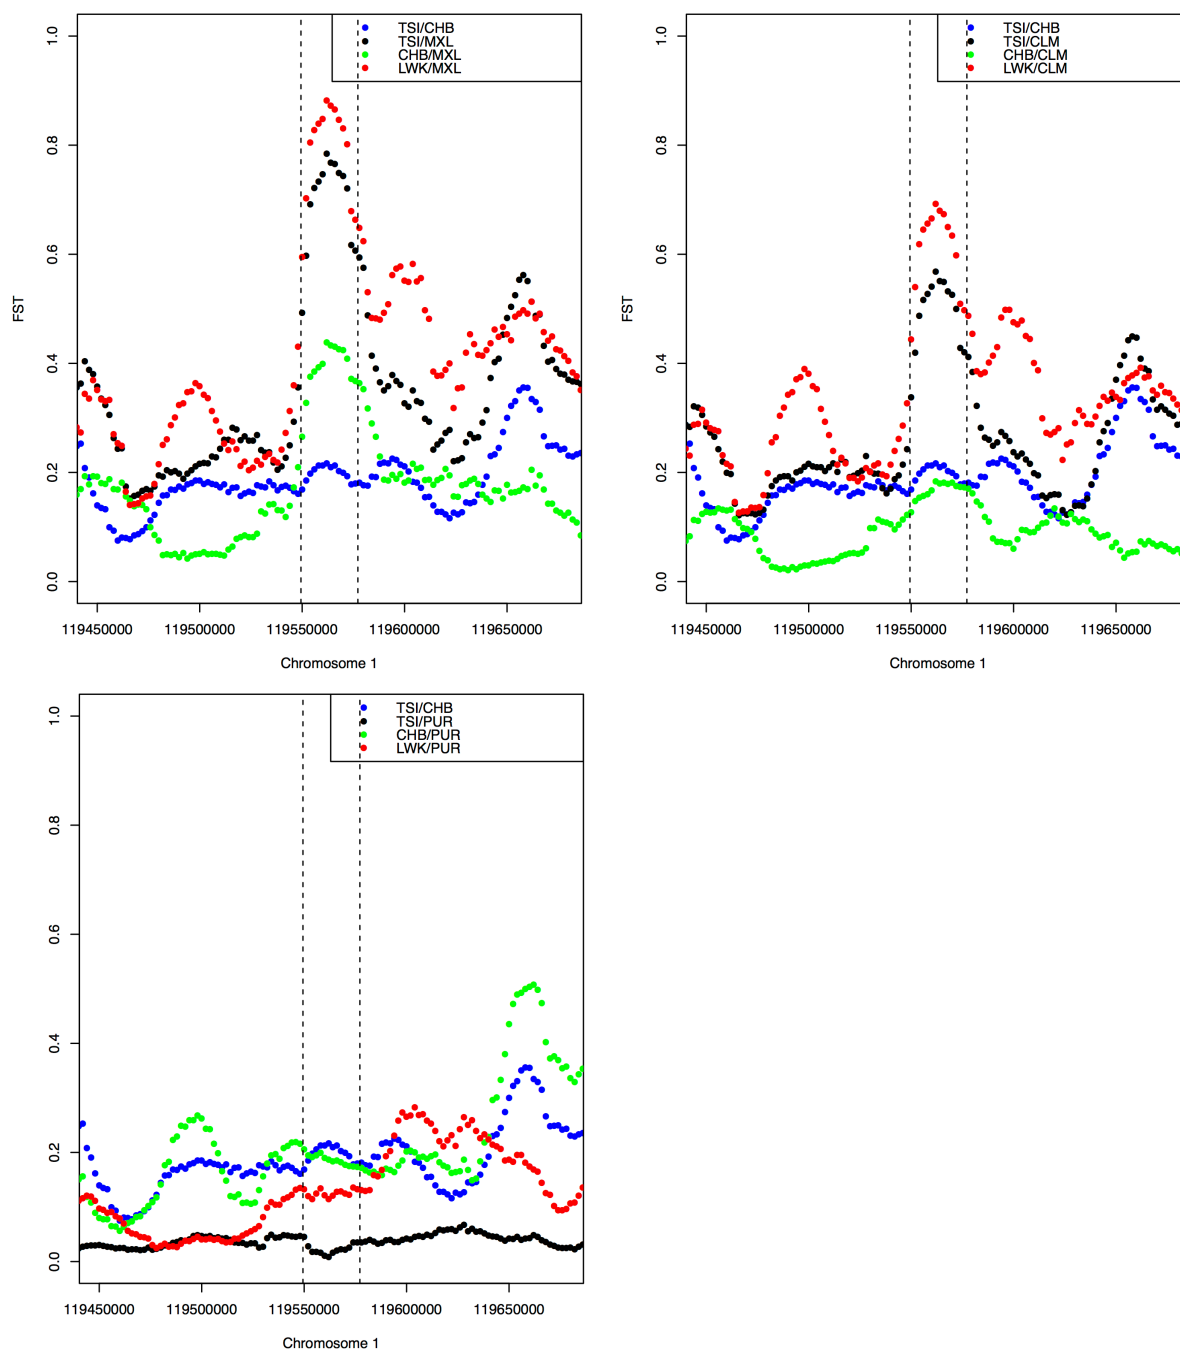 TSI/CHB
TSI/MXL
CHB/MXL
LWK/MXL
1.0
0.8
0.6
0.4
0.2
0.0
FST
119450000 119500000 119550000 119600000 119650000
Chromosome 1
TSI/CHB
TSI/CLM
CHB/CLM
LWK/CLM
1.0
0.8
0.6
0.4
0.2
0.0
FST
119450000 119500000 119550000 119600000 119650000
Chromosome 1
TSI/CHB
TSI/PUR
CHB/PUR
LWK/PUR
1.0
0.8
0.6
0.4
0.2
0.0
119450000 119500000 119550000 119600000 119650000
Chromosome 1